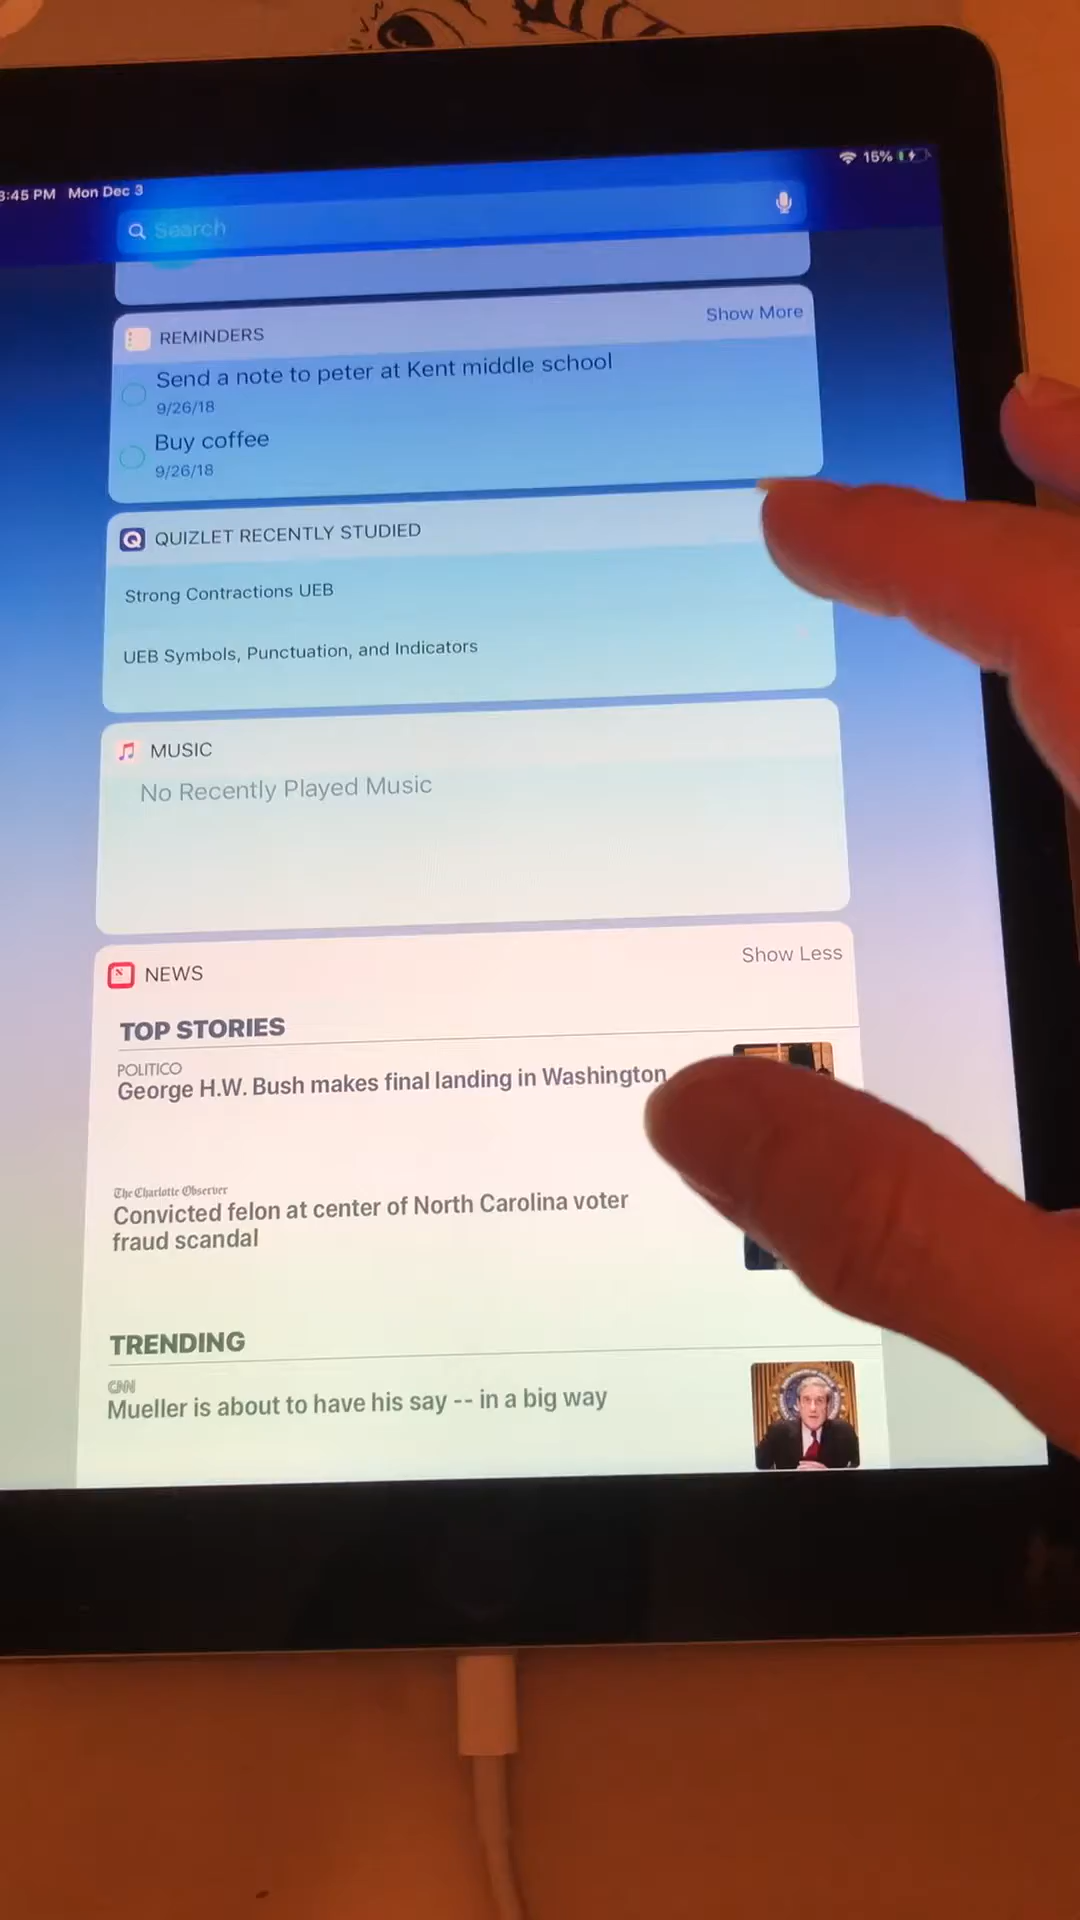 3:45 PM Mon Dec 3
15%
Search
REMINDERS
Show More
Send a note to peter at Kent middle school
9/26/18
Buy coffee
9/26/18
QUIZLET RECENTLY STUDIED
Strong Contractions UEB
UEB Symbols, Punctuation, and Indicators
MUSIC
No Recently Played Music
NEWS
Show Less
TOP STORIES
POLITICO
George H.W. Bush makes final landing in Washington
The Charlotte Observer
Convicted felon at center of North Carolina voter
fraud scandal
TRENDING
CNN
Mueller is about to have his say -- in a big way